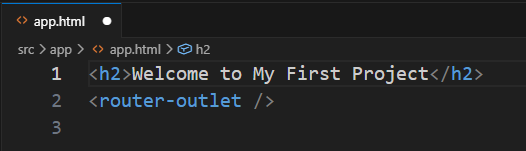 app.html
src > app > app.html > h2
1 <h2>Welcome to My First Project</h2>
2 <router-outlet />
3